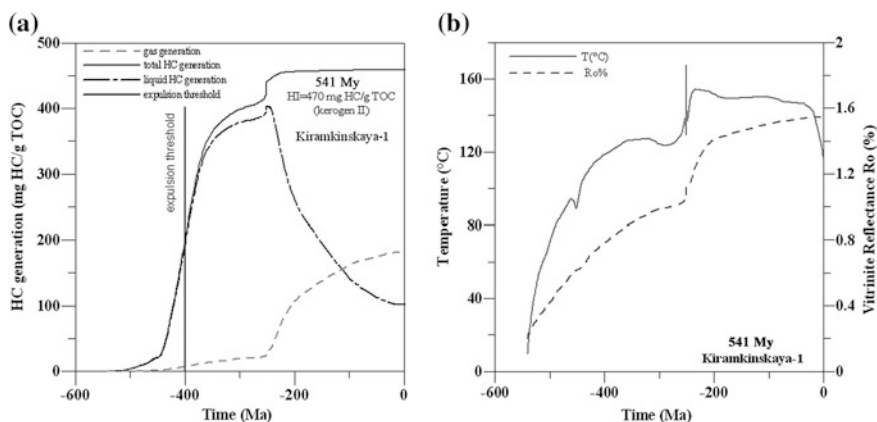 (a)
500
400
300
200
100
0
HC generation (mg HC/g TOC)
gas generation
total HC generation
liquid HC generation
expulsion threshold
541 My
HI=470 mg HC/g TOC
(kerogen II)
Kiramkinskaya-1
expulsion threshold
-600
-400
-200
0
Time (Ma)
(b)
160
120
80
40
0
Temperature (°C)
T(°C)
Ro%
2
1.6
1.2
0.8
0.4
0
Vitrinite Reflectance Ro (%)
541 My
Kiramkinskaya-1
-600
-400
-200
0
Time (Ma)